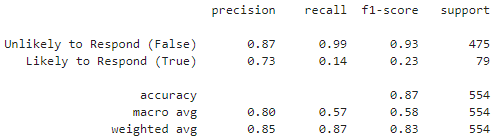 precision recall f1-score support
Unlikely to Respond (False) 0.87 0.99 0.93 475
Likely to Respond (True) 0.73 0.14 0.23 79
accuracy 0.87 554
macro avg 0.80 0.57 0.58 554
weighted avg 0.85 0.87 0.83 554